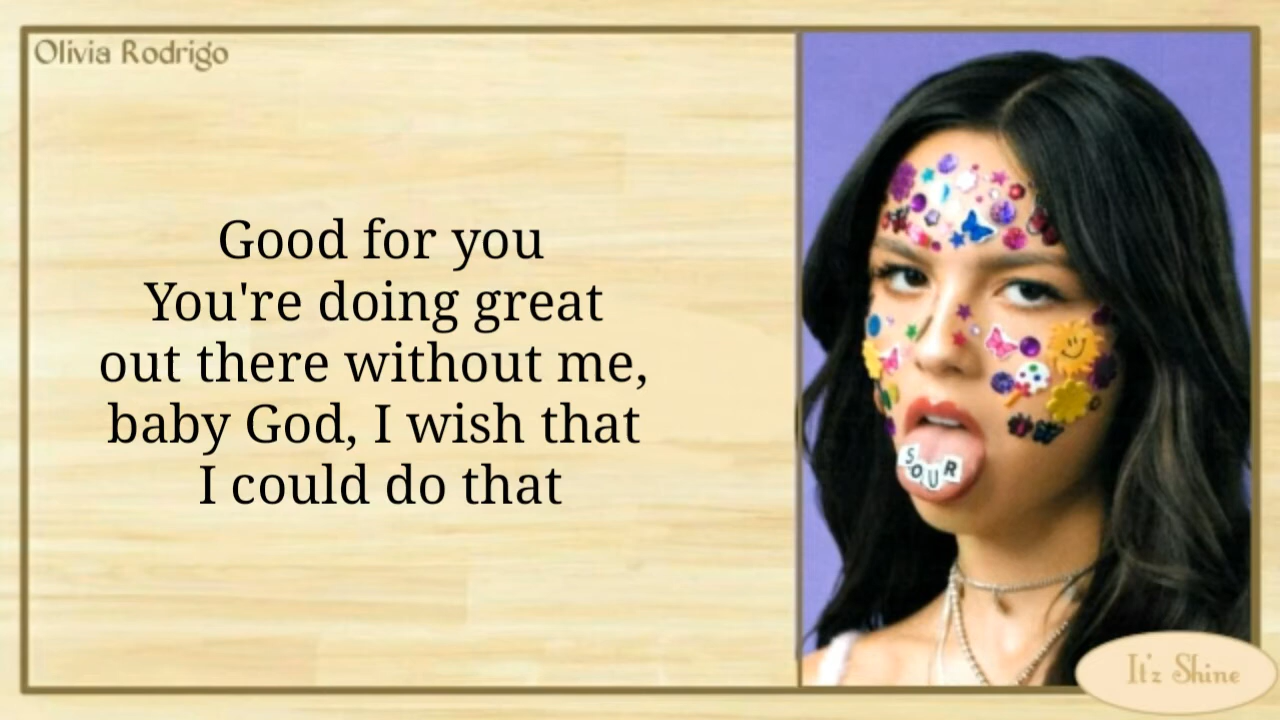 Olivia Rodrigo
Good for you
You're doing great
out there without me,
baby God, I wish that
I could do that
SOUR
It'z Shine